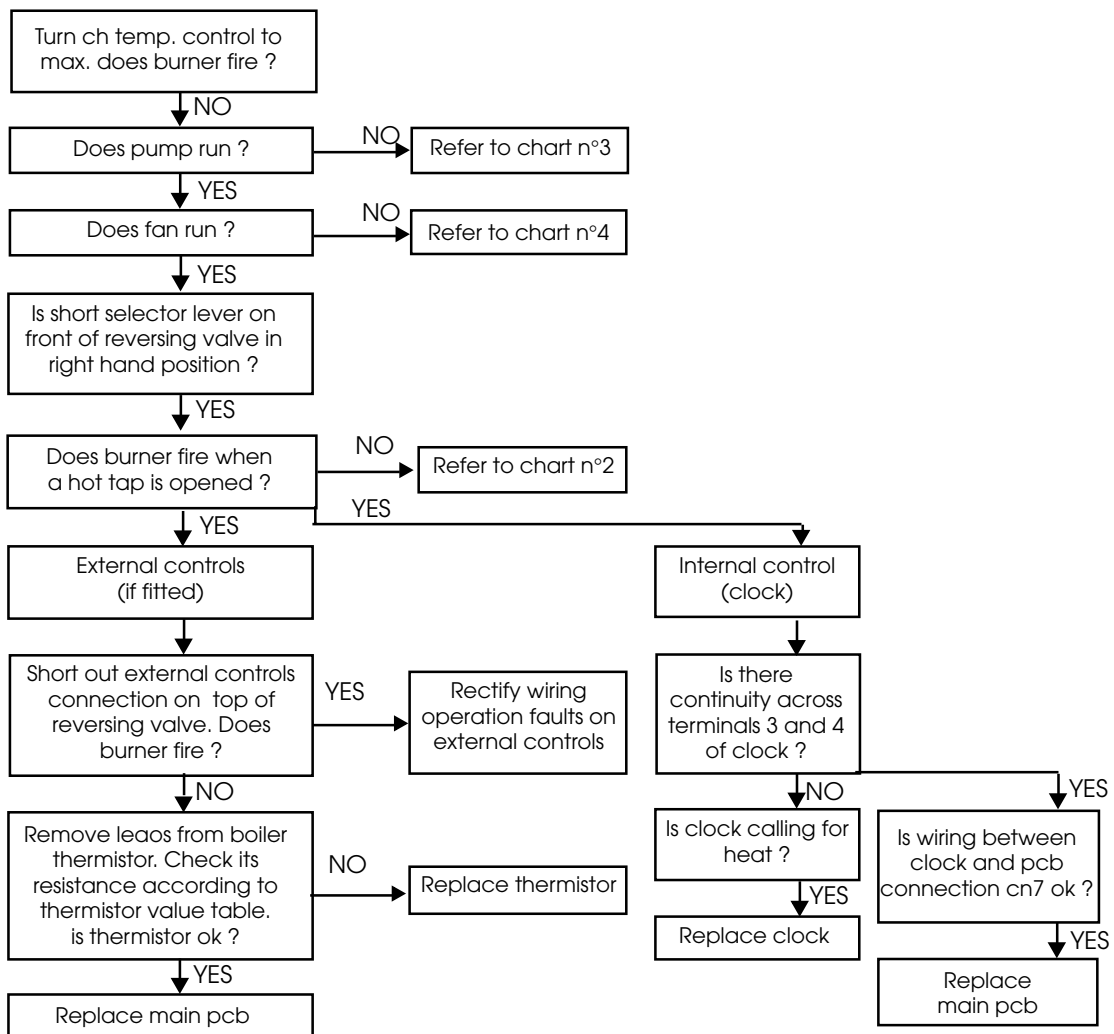 Turn ch temp. control to
max. does burner fire ?
NO
Does pump run ?
NO
Refer to chart n°3
YES
Does fan run ?
NO
Refer to chart n°4
YES
Is short selector lever on
front of reversing valve in
right hand position ?
YES
Does burner fire when
a hot tap is opened ?
NO
Refer to chart n°2
YES
YES
External controls
(if fitted)
Internal control
(clock)
Short out external controls
connection on top of
reversing valve. Does
burner fire ?
YES
Rectify wiring
operation faults on
external controls
Is there
continuity across
terminals 3 and 4
of clock ?
NO
NO
YES
Remove leaos from boiler
thermistor. Check its
resistance according to
thermistor value table.
is thermistor ok ?
NO
Replace thermistor
Is clock calling for
heat ?
YES
Replace clock
Is wiring between
clock and pcb
connection cn7 ok ?
YES
Replace
main pcb
YES
Replace main pcb